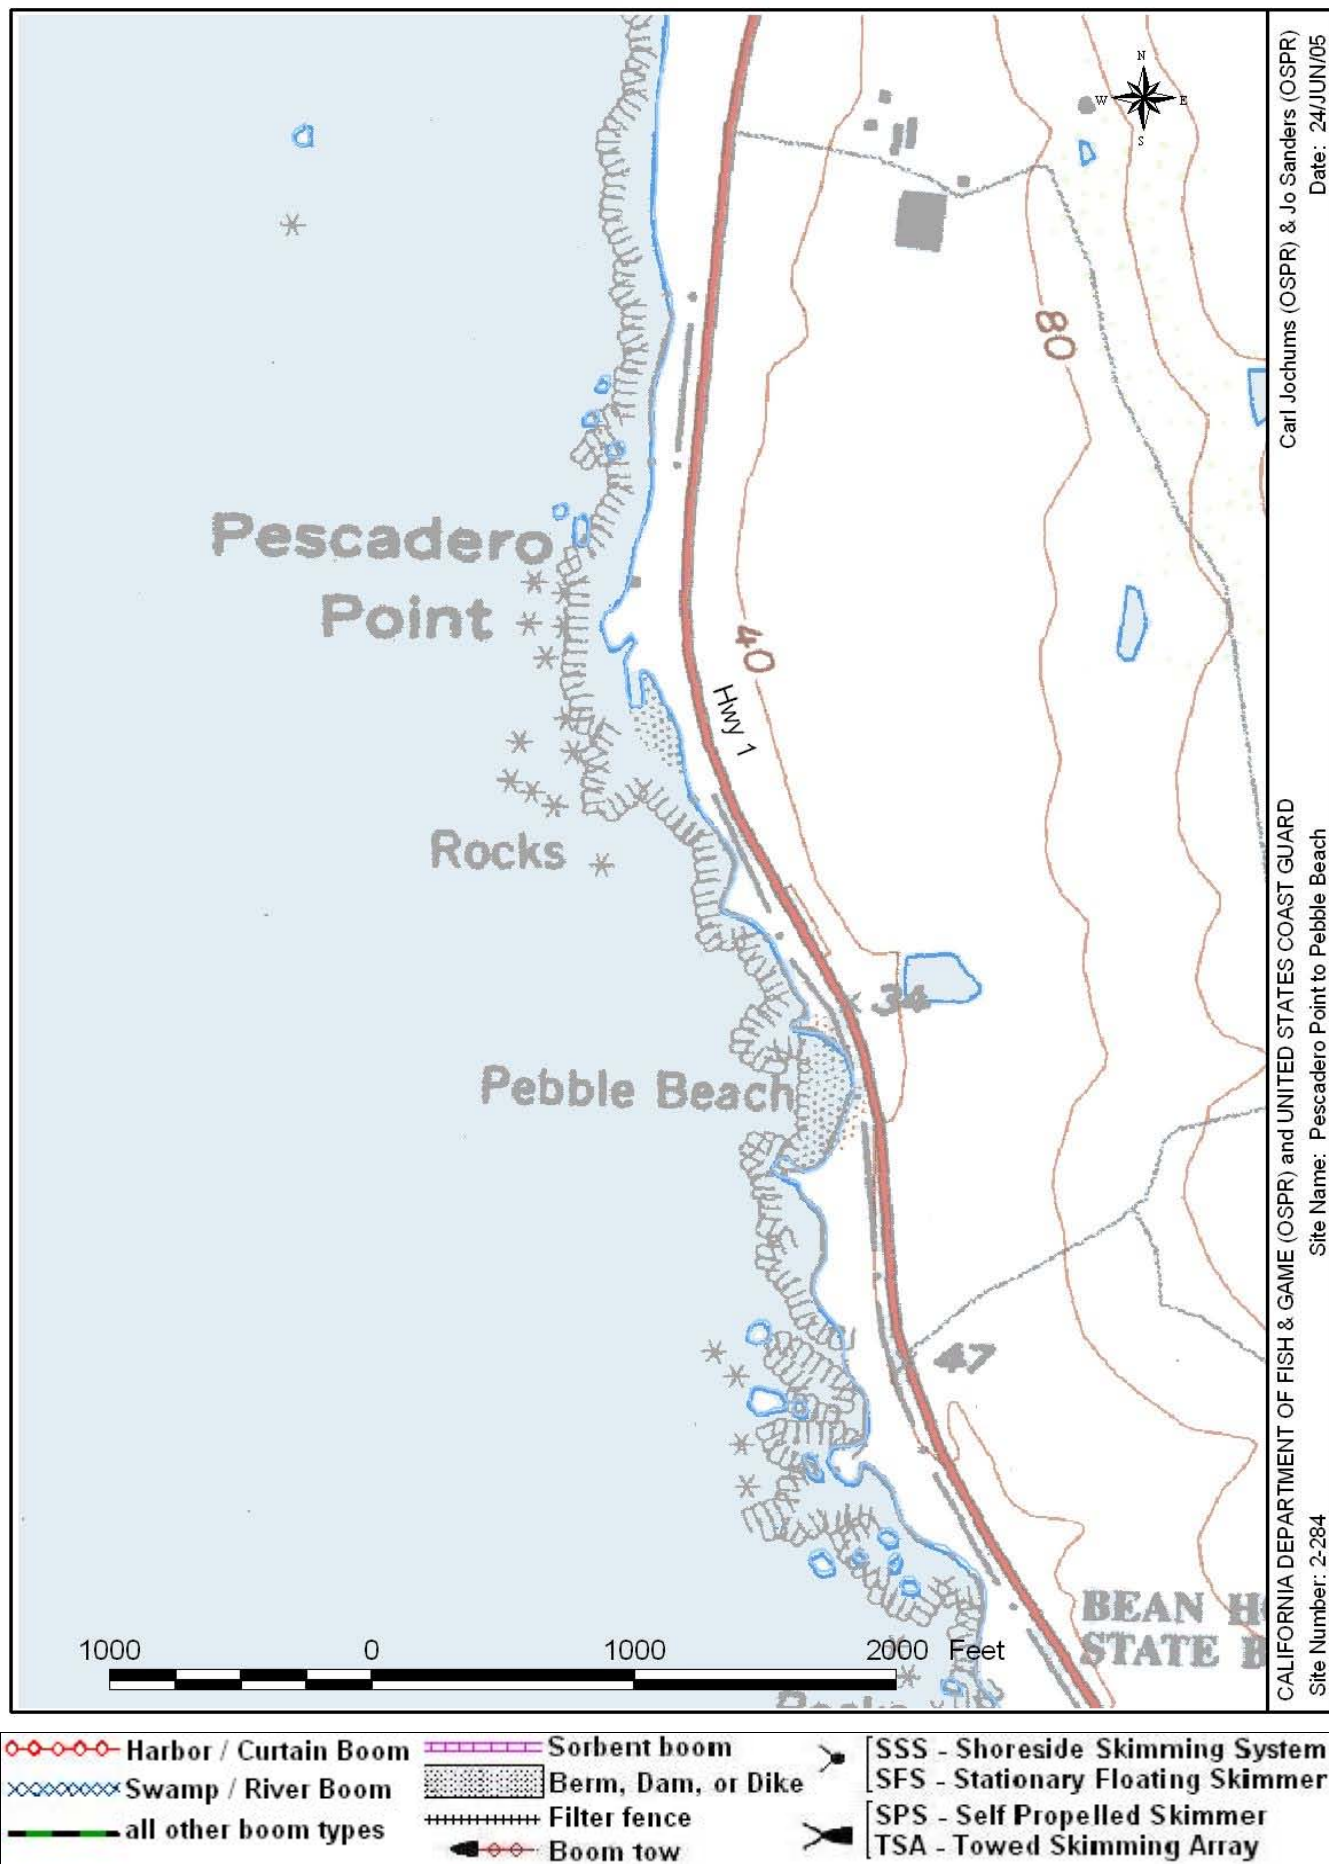 N
W E
S
80
Pescadero
Point
40
Hwy 1
Rocks
34
Pebble Beach
47
BEAN
STATE
1000 0 1000 2000 Feet
CALIFORNIA DEPARTMENT OF FISH & GAME (OSPR) and UNITED STATES COAST GUARD Carl Jochums (OSPR) & Jo Sanders (OSPR)
Site Number: 2-284 Site Name: Pescadero Point to Pebble Beach Date: 24/JUN/05
Harbor / Curtain Boom
Swamp / River Boom
all other boom types
Sorbent boom
Berm, Dam, or Dike
Filter fence
Boom tow
SSS - Shoreside Skimming System
SFS - Stationary Floating Skimmer
SPS - Self Propelled Skimmer
TSA - Towed Skimming Array